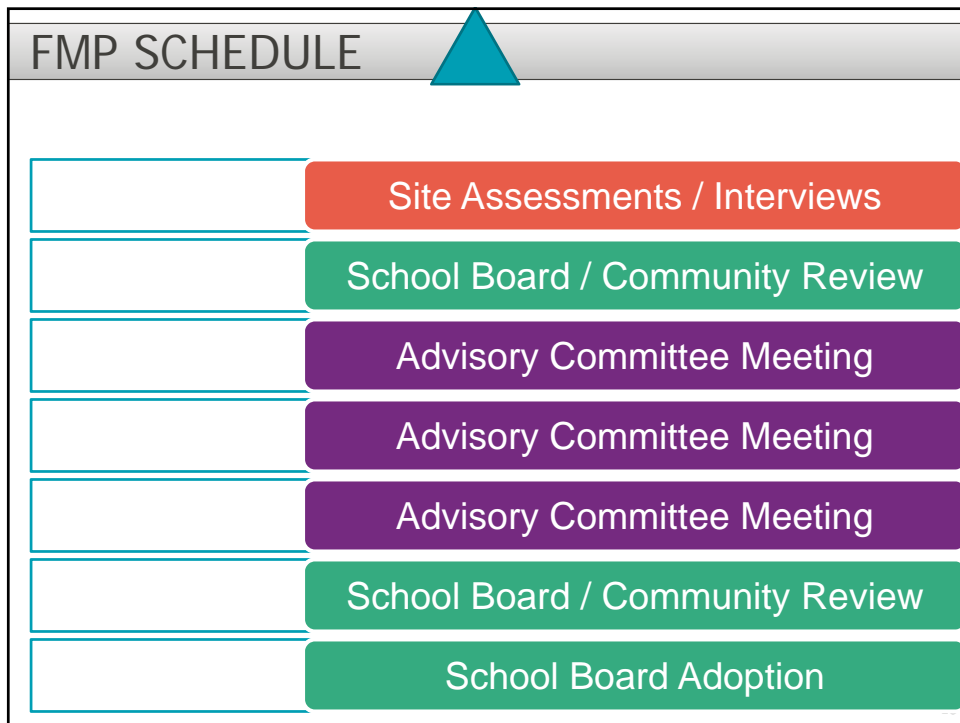 FMP SCHEDULE
Site Assessments / Interviews
School Board / Community Review
Advisory Committee Meeting
Advisory Committee Meeting
Advisory Committee Meeting
School Board / Community Review
School Board Adoption